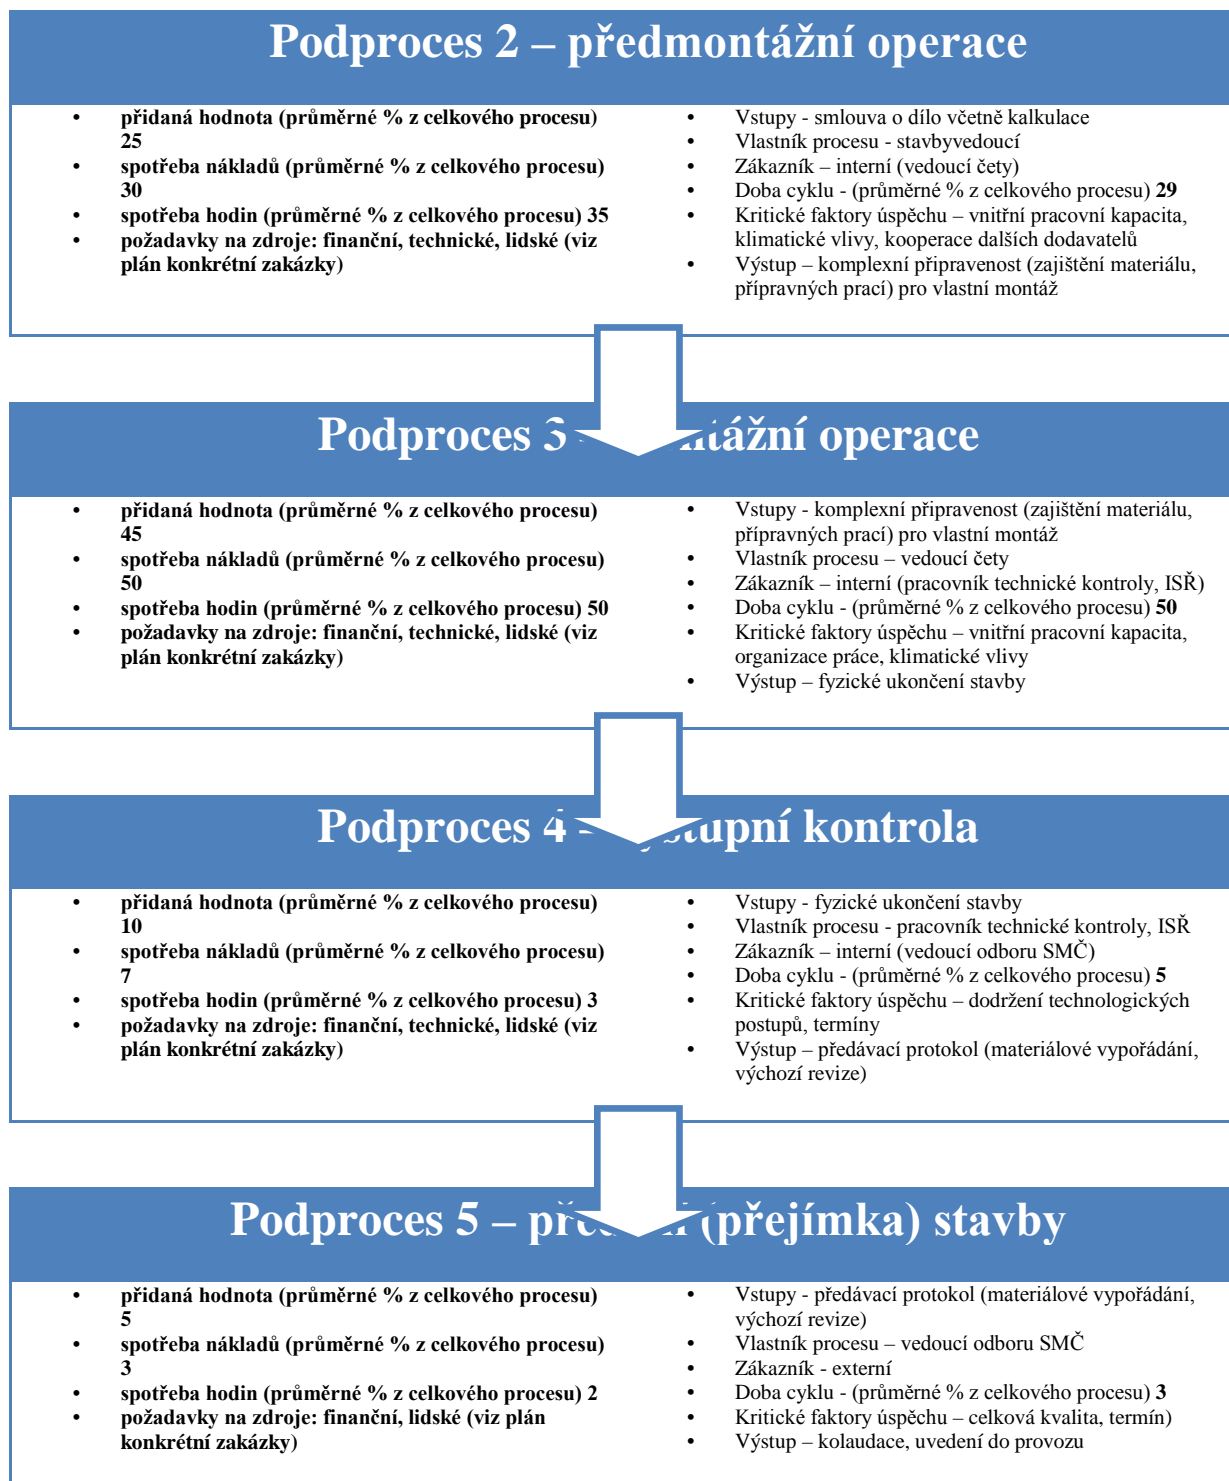 Podproces 2 – předmontážní operace
• přidaná hodnota (průměrné % z celkového procesu)
25
• spotřeba nákladů (průměrné % z celkového procesu)
30
• spotřeba hodin (průměrné % z celkového procesu) 35
• požadavky na zdroje: finanční, technické, lidské (viz
plán konkrétní zakázky)
• Vstupy - smlouva o dílo včetně kalkulace
• Vlastník procesu - stavbyvedoucí
• Zákazník – interní (vedoucí čety)
• Doba cyklu - (průměrné % z celkového procesu) 29
• Kritické faktory úspěchu – vnitřní pracovní kapacita,
klimatické vlivy, kooperace dalších dodavatelů
• Výstup – komplexní připravenost (zajištění materiálu,
přípravných prací) pro vlastní montáž
Podproces 3 operace
• přidaná hodnota (průměrné % z celkového procesu)
45
• spotřeba nákladů (průměrné % z celkového procesu)
50
• spotřeba hodin (průměrné % z celkového procesu) 50
• požadavky na zdroje: finanční, technické, lidské (viz
plán konkrétní zakázky)
• Vstupy - komplexní připravenost (zajištění materiálu,
přípravných prací) pro vlastní montáž
• Vlastník procesu – vedoucí čety
• Zákazník – interní (pracovník technické kontroly, ISŘ)
• Doba cyklu - (průměrné % z celkového procesu) 50
• Kritické faktory úspěchu – vnitřní pracovní kapacita,
organizace práce, klimatické vlivy
• Výstup – fyzické ukončení stavby
Podproces 4 kontrola
• přidaná hodnota (průměrné % z celkového procesu)
10
• spotřeba nákladů (průměrné % z celkového procesu)
7
• spotřeba hodin (průměrné % z celkového procesu) 3
• požadavky na zdroje: finanční, technické, lidské (viz
plán konkrétní zakázky)
• Vstupy - fyzické ukončení stavby
• Vlastník procesu - pracovník technické kontroly, ISŘ
• Zákazník – interní (vedoucí odboru SMČ)
• Doba cyklu - (průměrné % z celkového procesu) 5
• Kritické faktory úspěchu – dodržení technologických
postupů, termíny
• Výstup – předávací protokol (materiálové vypořádání,
výchozí revize)
Podproces 5 – (přejímka) stavby
• přidaná hodnota (průměrné % z celkového procesu)
5
• spotřeba nákladů (průměrné % z celkového procesu)
3
• spotřeba hodin (průměrné % z celkového procesu) 2
• požadavky na zdroje: finanční, lidské (viz plán
konkrétní zakázky)
• Vstupy - předávací protokol (materiálové vypořádání,
výchozí revize)
• Vlastník procesu – vedoucí odboru SMČ
• Zákazník - externí
• Doba cyklu - (průměrné % z celkového procesu) 3
• Kritické faktory úspěchu – celková kvalita, termín)
• Výstup – kolaudace, uvedení do provozu